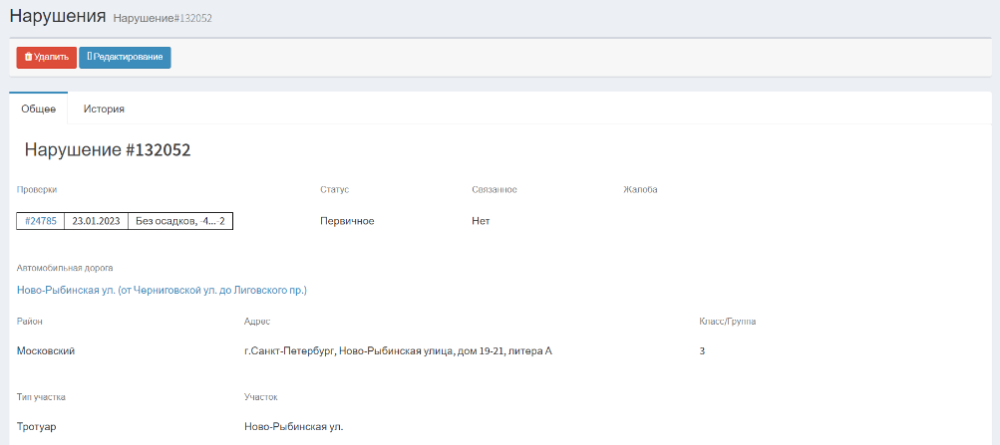 Нарушения Нарушение#132052
Удалить Редактирование
Общее История
Нарушение #132052
Проверки Статус Связанное Жалоба
#24785 23.01.2023 Без осадков, -4...-2 Первичное Нет
Автомобильная дорога
Ново-Рыбинская ул. (от Черниговской ул. до Лиговского пр.)
Район Адрес Класс/Группа
Московский г.Санкт-Петербург, Ново-Рыбинская улица, дом 19-21, литера А 3
Тип участка Участок
Тротуар Ново-Рыбинская ул.